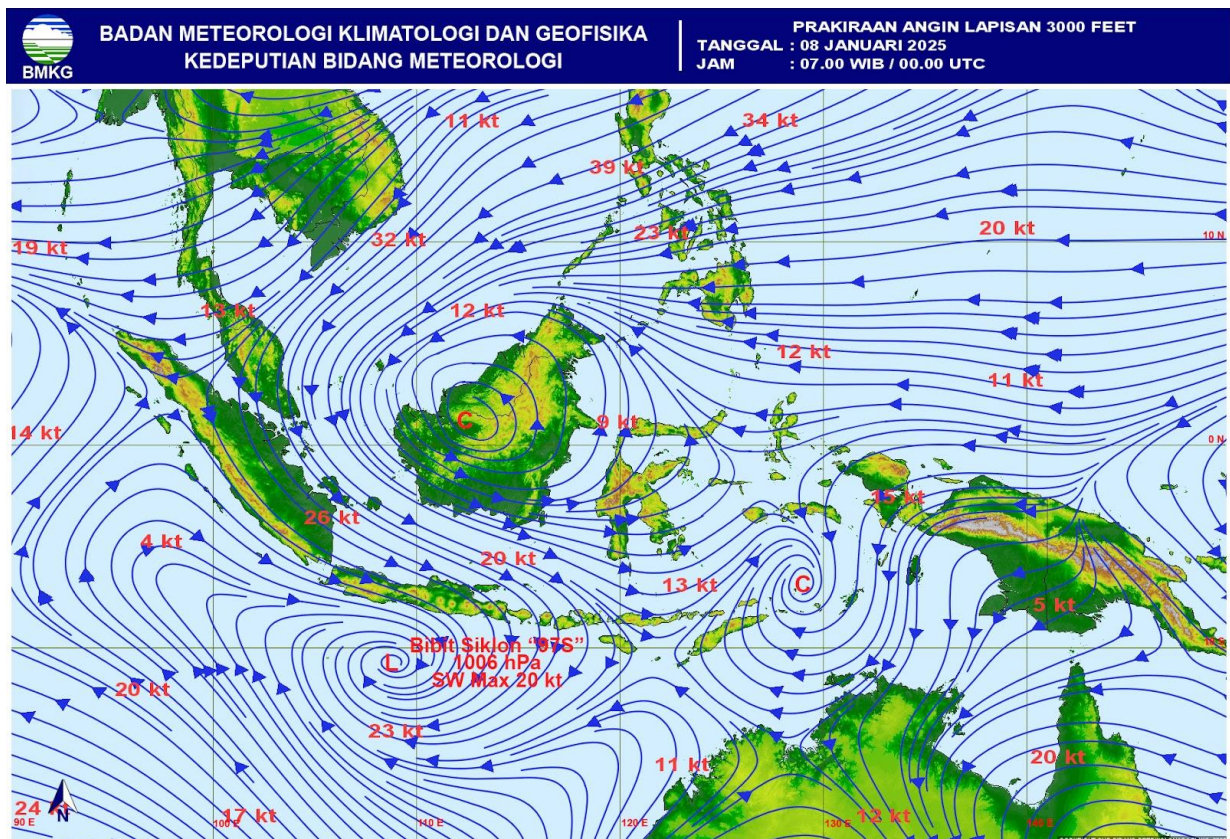 BADAN METEOROLOGI KLIMATOLOGI DAN GEOFISIKA
KEDEPUTIAN BIDANG METEOROLOGI
BMKG
PRAKIRAAN ANGIN LAPISAN 3000 FEET
TANGGAL : 08 JANUARI 2025
JAM : 07.00 WIB / 00.00 UTC
11 kt
34 kt
39 kt
23 kt
20 kt
32 kt
10 N
19 kt
13 kt
12 kt
12 kt
11 kt
14 kt
C
9 kt
0 N
15 kt
26 kt
4 kt
20 kt
13 kt
C
5 kt
Bibit Siklon "97S"
L
1006 hPa
SW Max 20 kt
10 S
20 kt
23 kt
11 kt
20 kt
24
N
17 kt
12 kt
90 E
100 E
110 E
120 E
130 E
140 E